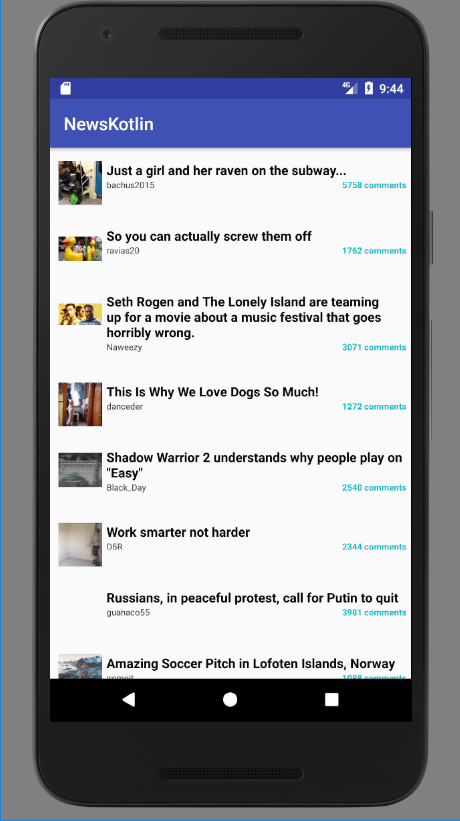 4G 9:44
NewsKotlin
Just a girl and her raven on the subway...
bachus2015 5758 comments
So you can actually screw them off
ravias20 1762 comments
Seth Rogen and The Lonely Island are teaming
up for a movie about a music festival that goes
horribly wrong.
Naweezy 3071 comments
This Is Why We Love Dogs So Much!
danceder 1272 comments
Shadow Warrior 2 understands why people play on
"Easy"
Black_Day 2540 comments
Work smarter not harder
D5R 2344 comments
Russians, in peaceful protest, call for Putin to quit
guanaco55 3981 comments
Amazing Soccer Pitch in Lofoten Islands, Norway
1088 comments